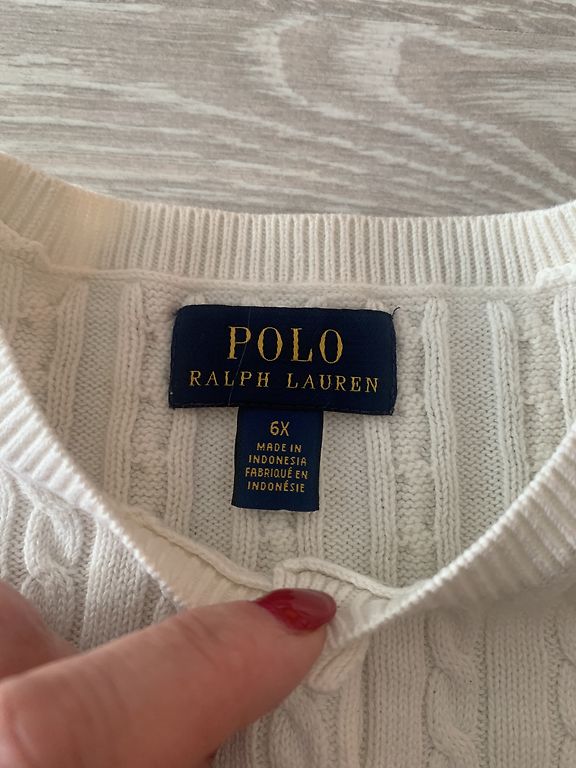 POLO
RALPH LAUREN
6X
MADE IN
INDONESIA
FABRIQUÉ EN
INDONÉSIE